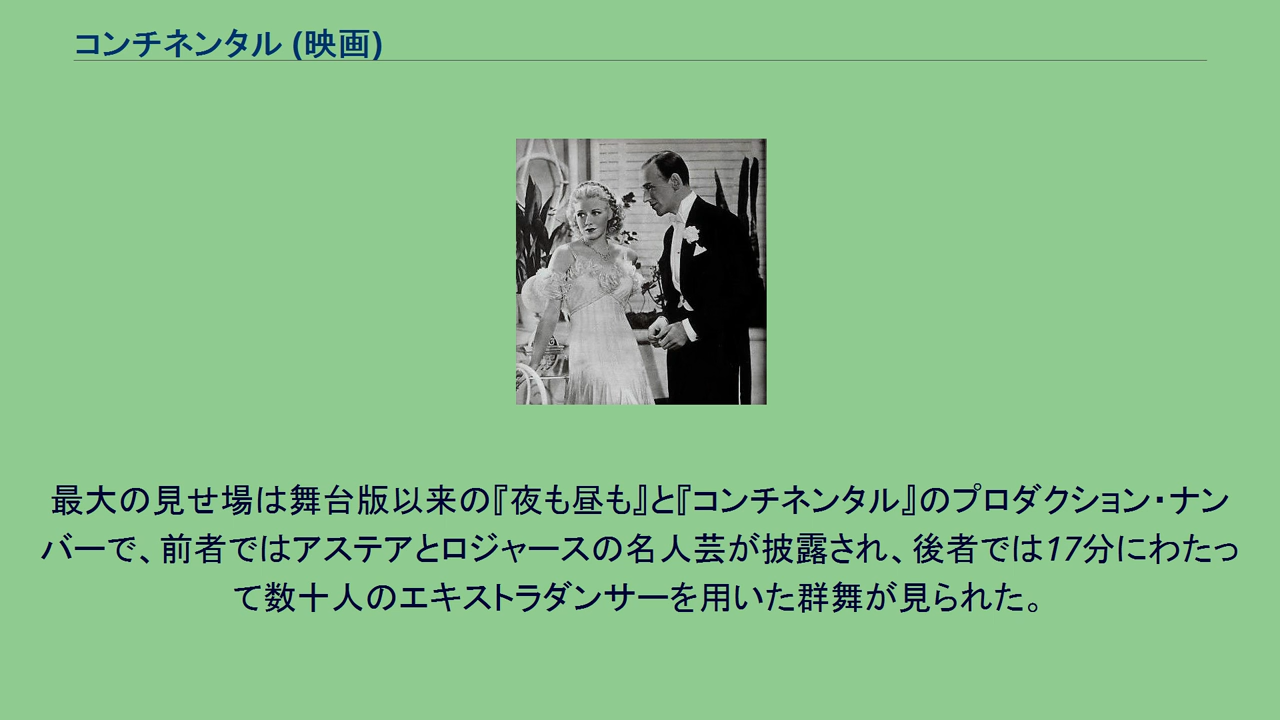 コンチネンタル (映画)
最大の見せ場は舞台版以来の『夜も昼も』と『コンチネンタル』のプロダクション・ナン
バーで、前者ではアステアとロジャースの名人芸が披露され、後者では17分にわたっ
て数十人のエキストラダンサーを用いた群舞が見られた。